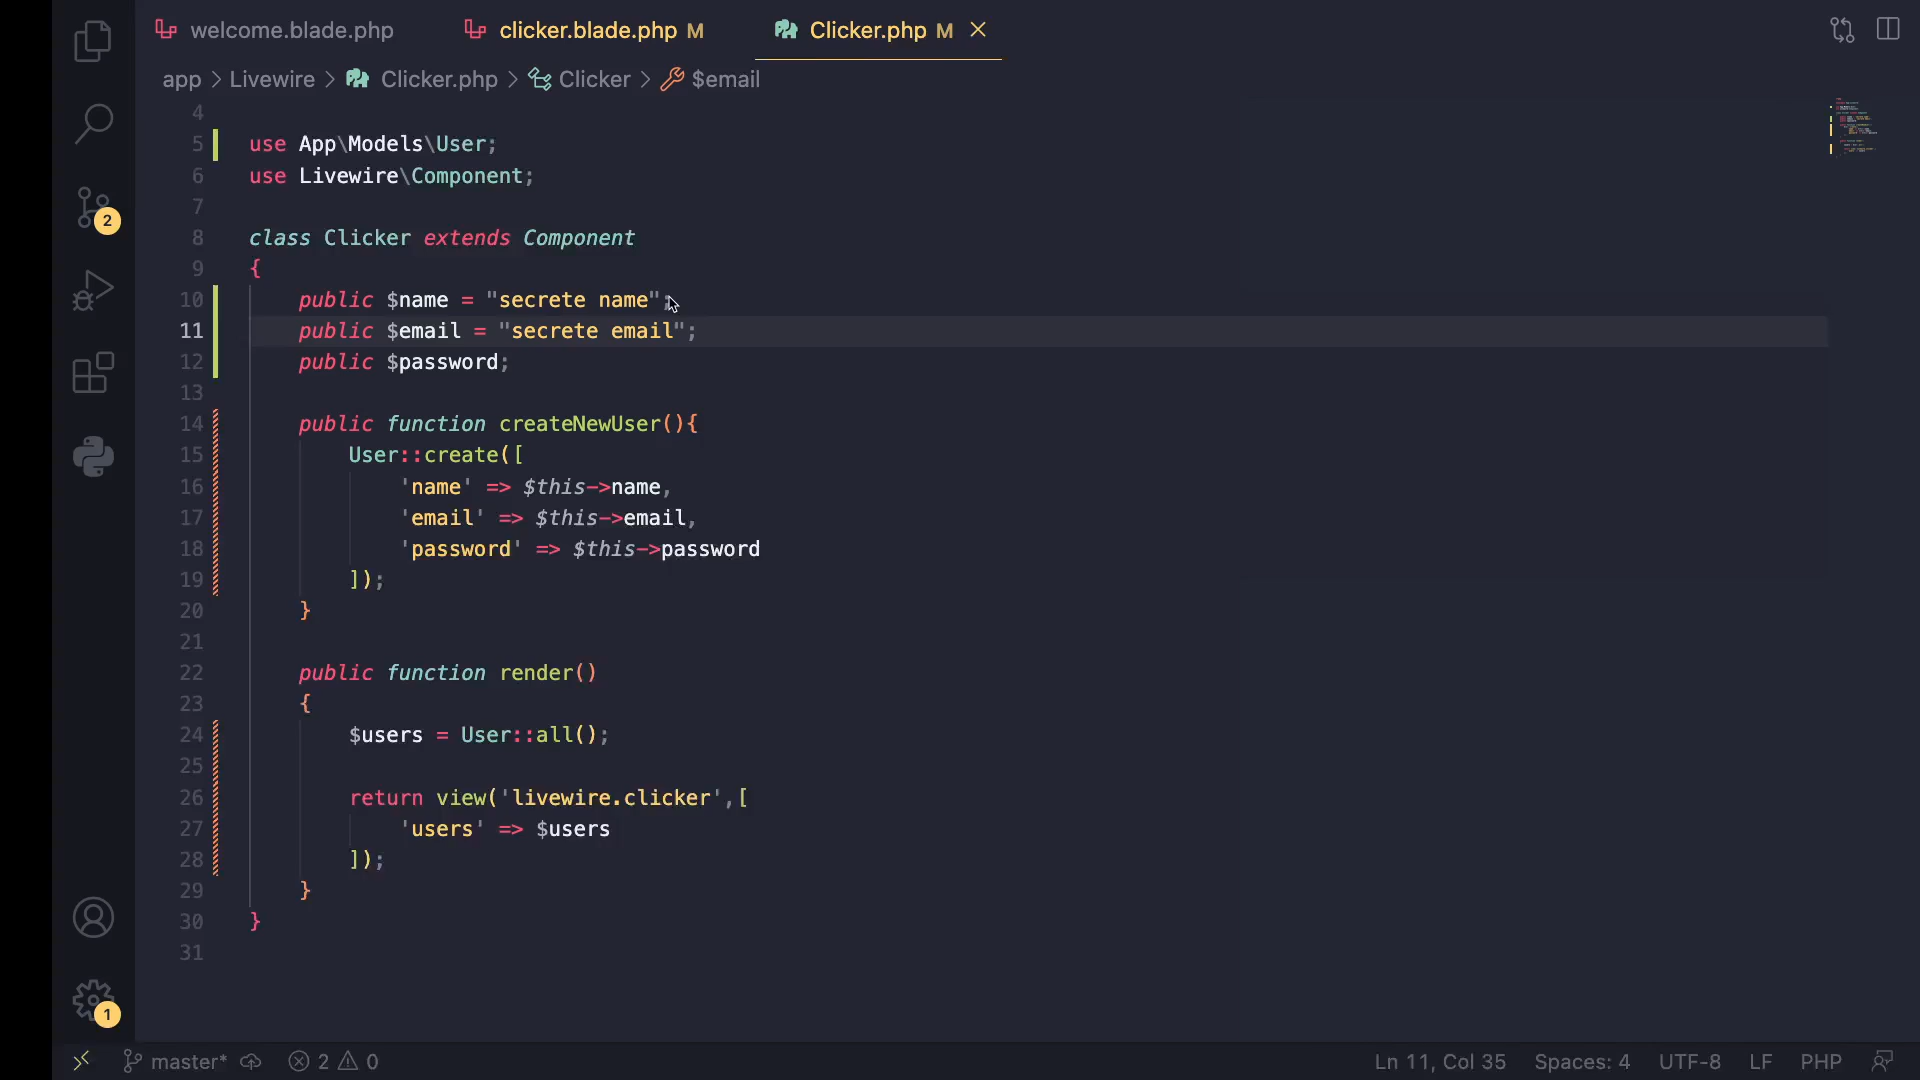 welcome.blade.php
clicker.blade.php M
Clicker.php M
app > Livewire > Clicker.php > Clicker > $email
4
5 use App\Models\User;
6 use Livewire\Component;
7
8 class Clicker extends Component
9 {
10 public $name = "secrete name";
11 public $email = "secrete email";
12 public $password;
13
14 public function createNewUser(){
15 User::create([
16 'name' => $this->name,
17 'email' => $this->email,
18 'password' => $this->password
19 ]);
20 }
21
22 public function render()
23 {
24 $users = User::all();
25
26 return view('livewire.clicker',[
27 'users' => $users
28 ]);
29 }
30 }
31
2
1
master* 2 0 Ln 11, Col 35 Spaces: 4 UTF-8 LF PHP